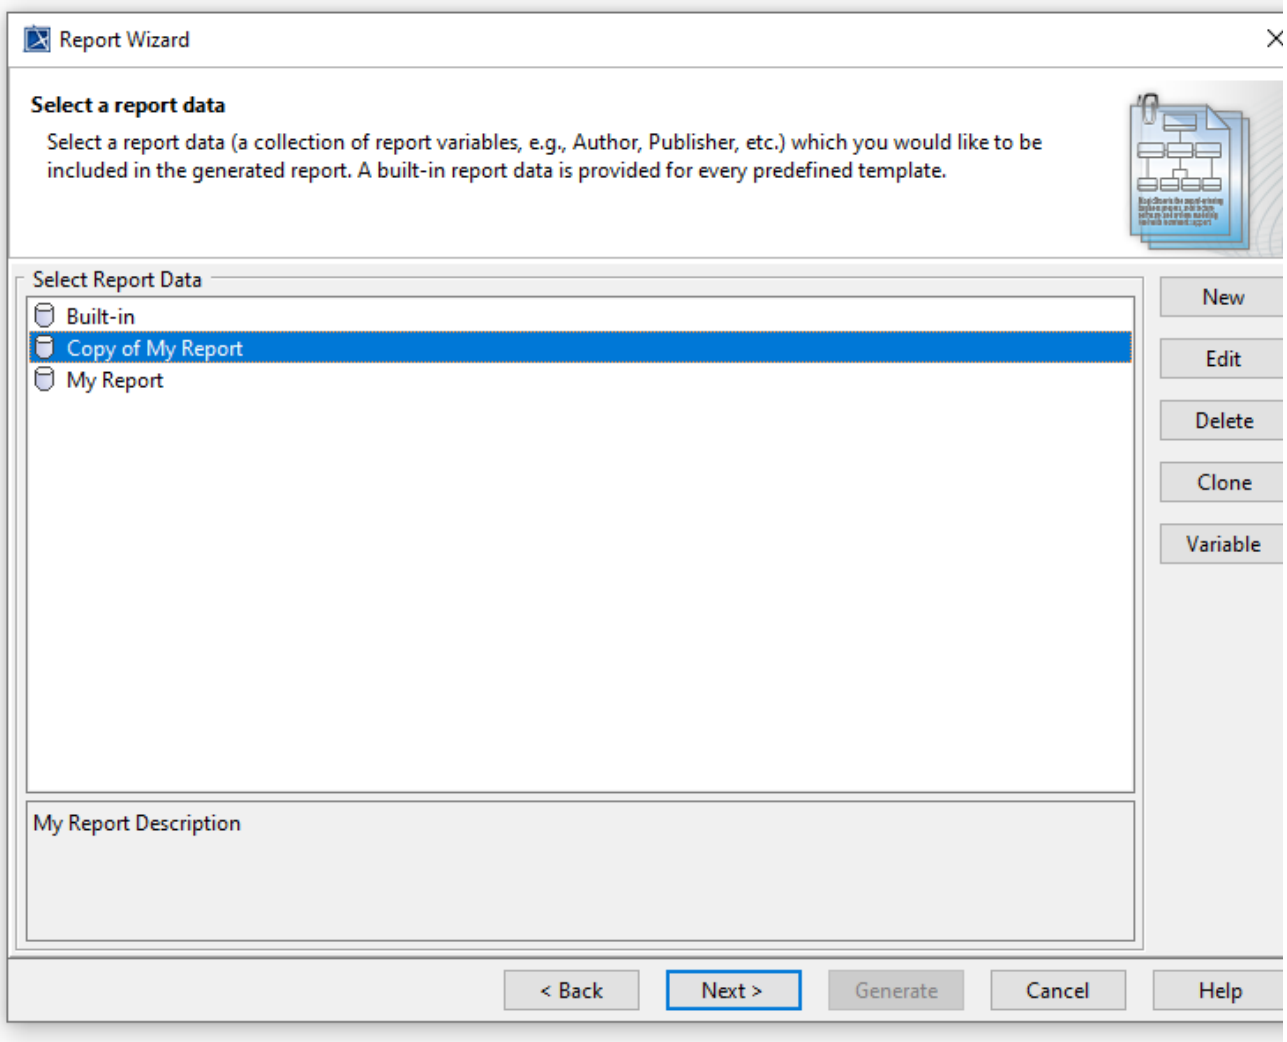 Report Wizard
Select a report data
Select a report data (a collection of report variables, e.g., Author, Publisher, etc.) which you would like to be
included in the generated report. A built-in report data is provided for every predefined template.
Select Report Data
Built-in
Copy of My Report
My Report
New
Edit
Delete
Clone
Variable
My Report Description
< Back
Next >
Generate
Cancel
Help